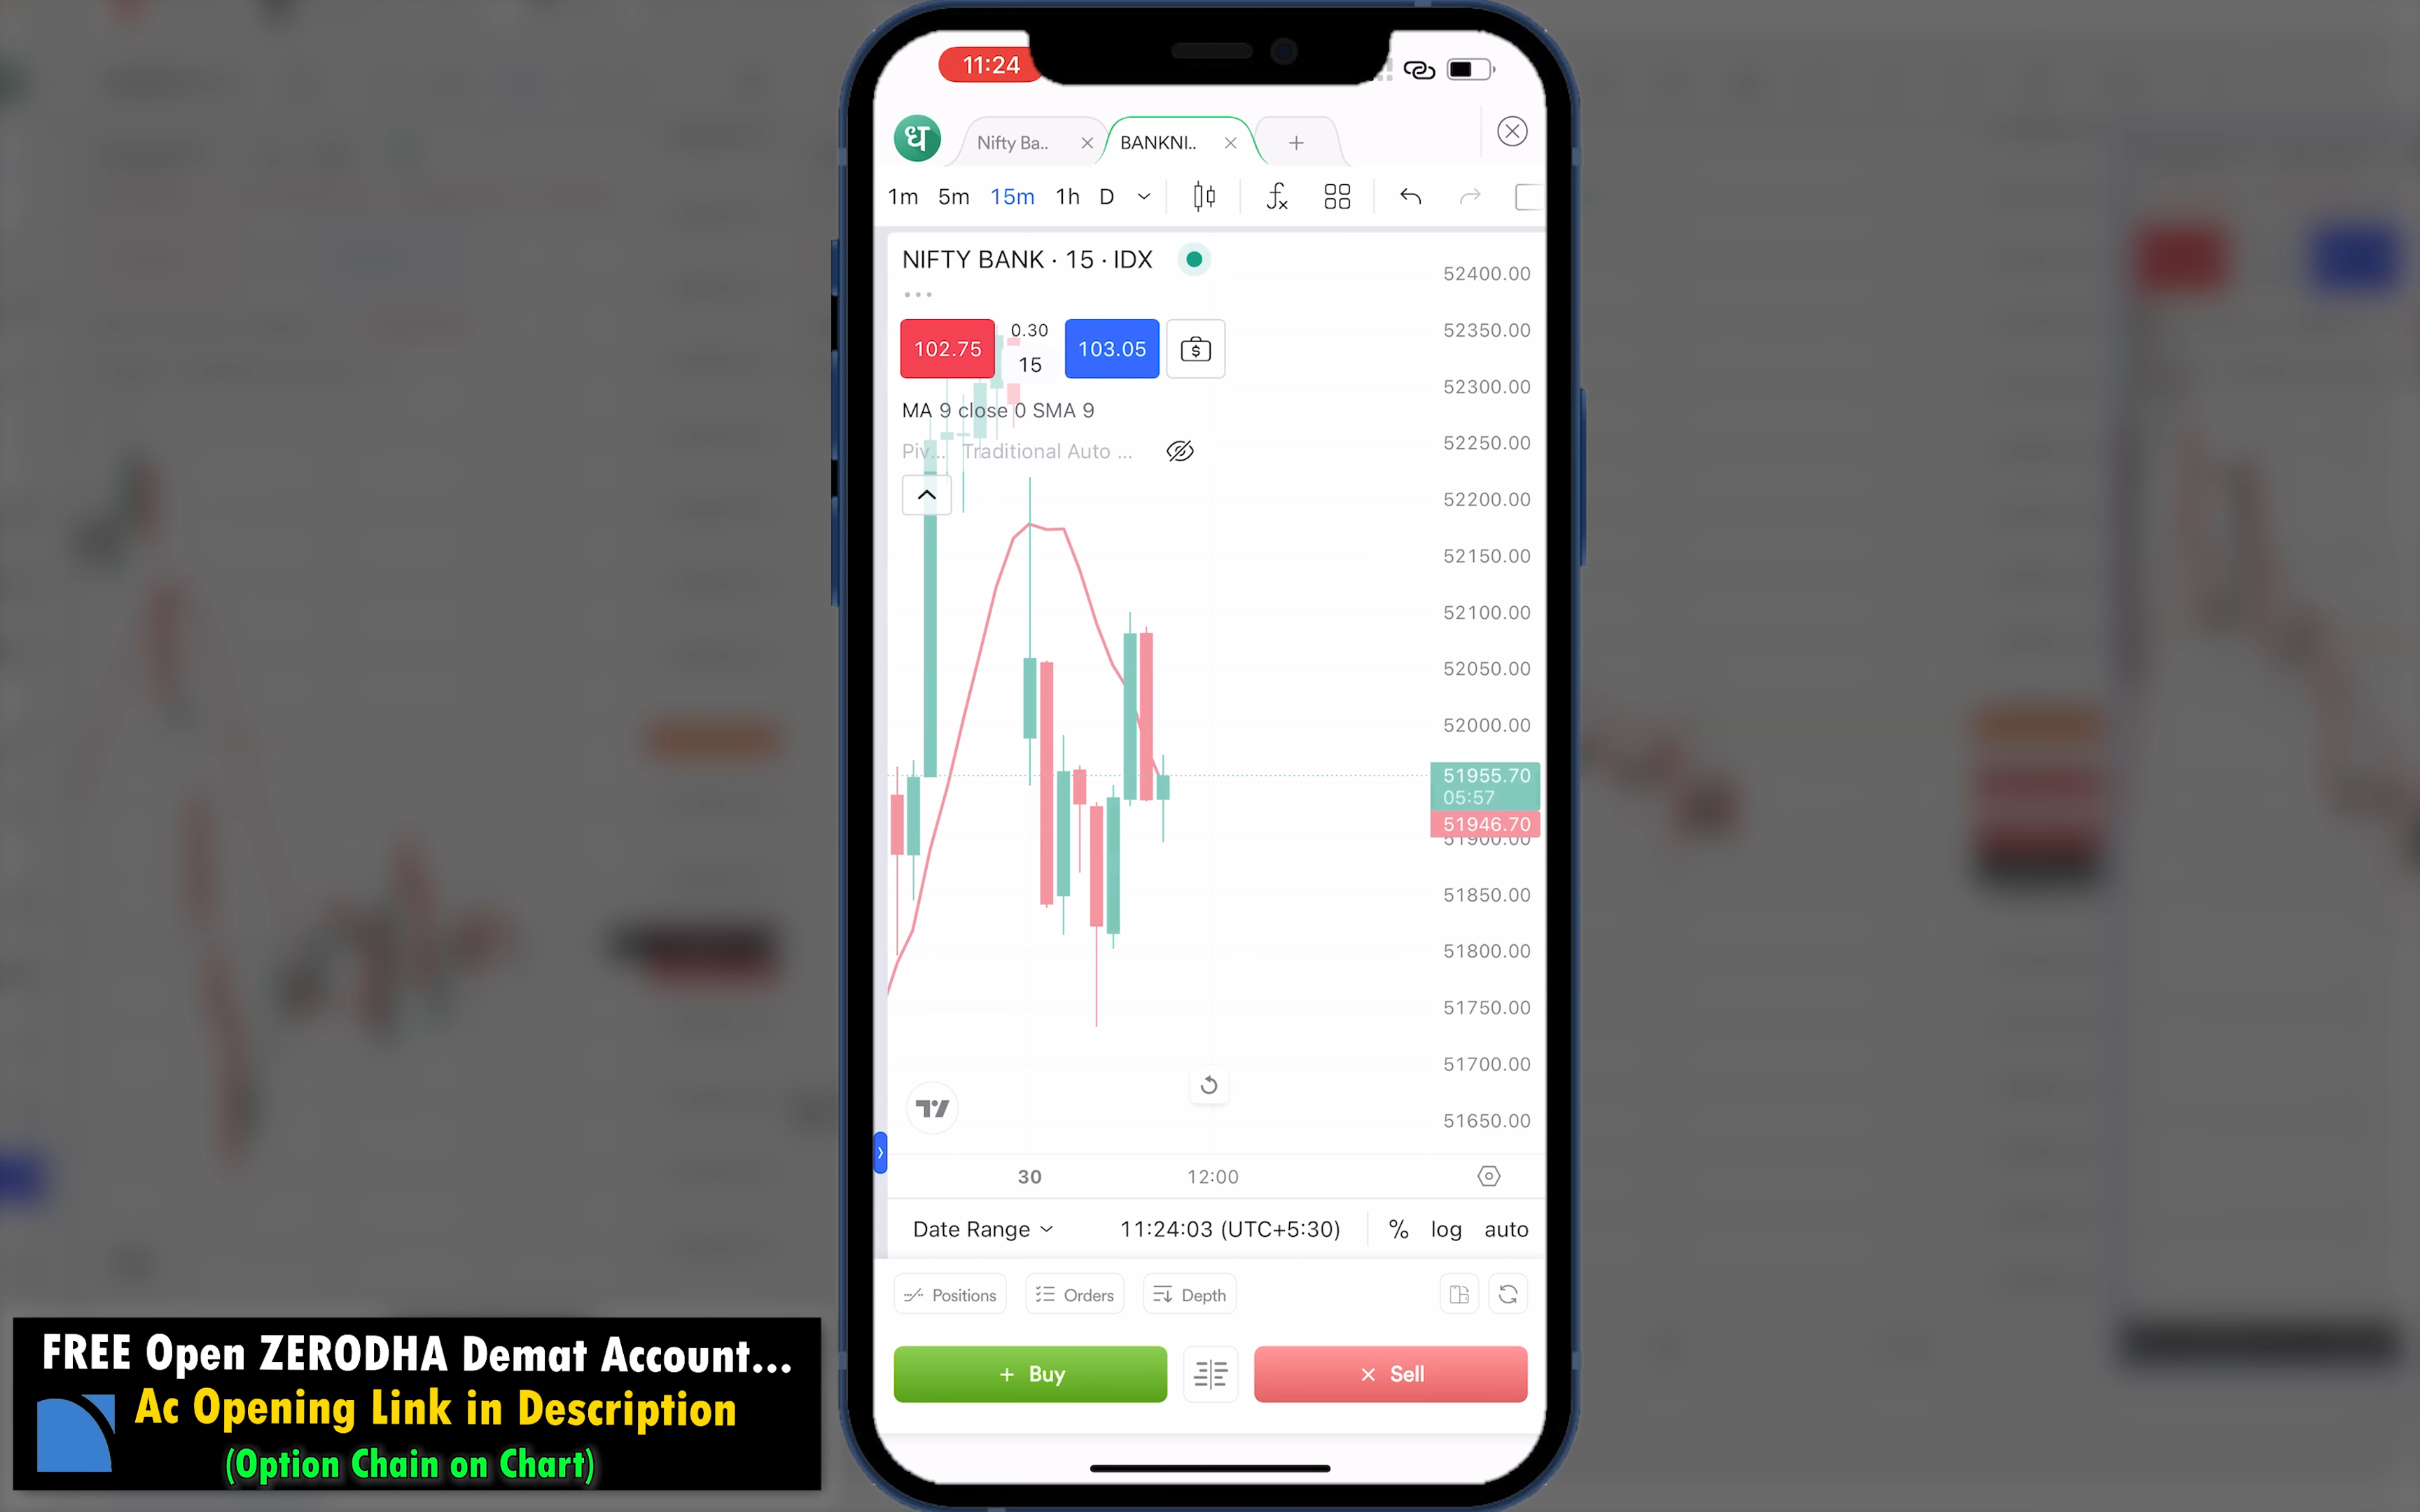 11:24
ध
Nifty Ba..
BANKNI..
1m 5m 15m 1h D
NIFTY BANK · 15 · IDX
102.75
0.30
15
103.05
MA 9 close 0 SMA 9
Piv... Traditional Auto ...
52400.00
52350.00
52300.00
52250.00
52200.00
52150.00
52100.00
52050.00
52000.00
51955.70
05:57
51946.70
51900.00
51850.00
51800.00
51750.00
51700.00
51650.00
30
12:00
Date Range
11:24:03 (UTC+5:30)
% log auto
Positions
Orders
Depth
+ Buy
× Sell
FREE Open ZERODHA Demat Account...
Ac Opening Link in Description
(Option Chain on Chart)